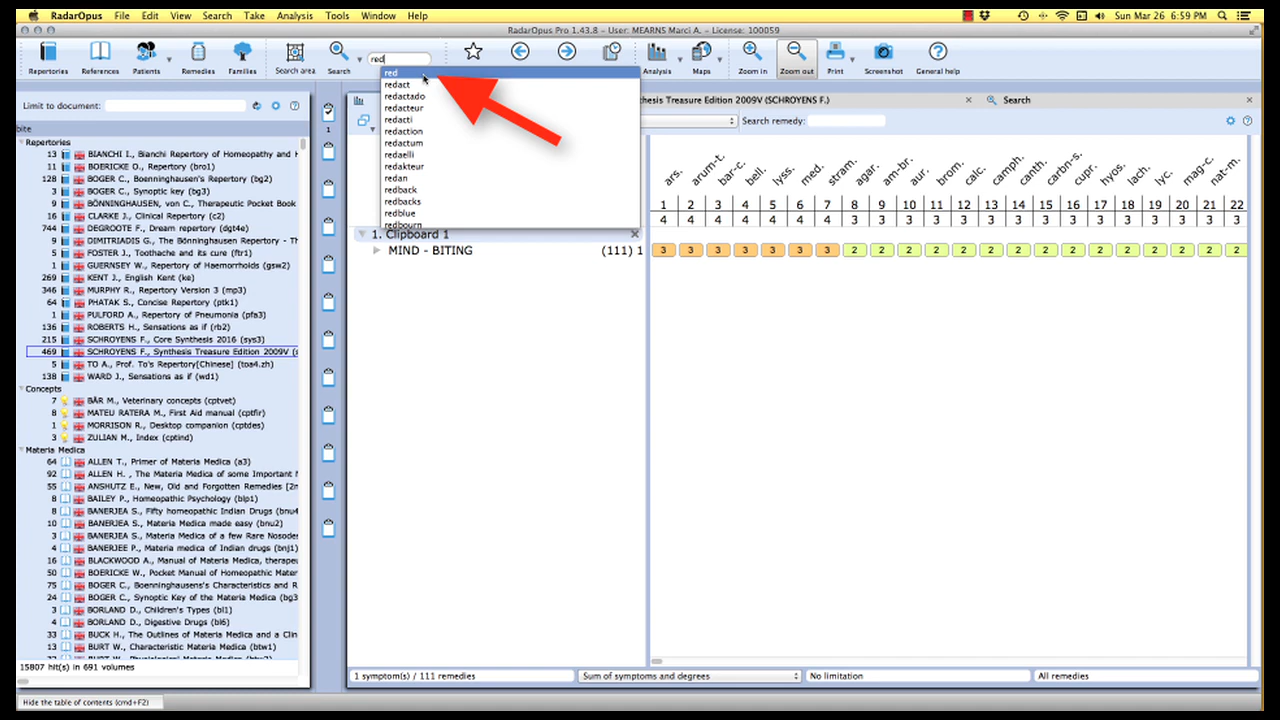 RadarOpus File Edit View Search Take Analysis Tools Window Help Sun Mar 26 6:59 PM
RadarOpus Pro 1.43.8 - User: MEARNS Marci A. - License: 100059
red
Repertories References Patients Remedies Families Search area Search Analysis Maps Zoom in Zoom out Print Screenshot General help
red
redact
redactado
redacteur
redacti
redaction
redactum
redaelli
redakteur
redan
redback
redbacks
redblue
redbourn
Limit to document:
bite
Repertories
13 BIANCHI I., Bianchi Repertory of Homeopathy and H
11 BOERICKE O., Repertory (bro1)
128 BOGER C., Boenninghausen's Repertory (bg2)
3 BOGER C., Synoptic key (bg3)
9 BÖNNINGHAUSEN, von C., Therapeutic Pocket Book
16 CLARKE J., Clinical Repertory (c2)
744 DEGROOTE F., Dream repertory (dgt4e)
9 DIMITRIADIS G., The Bönninghausen Repertory - Th
5 FOSTER J., Toothache and its cure (ftr1)
1 GUERNSEY W., Repertory of Haemorrhoids (gsw2)
269 KENT J., English Kent (ke)
346 MURPHY R., Repertory Version 3 (mp3)
64 PHATAK S., Concise Repertory (ptk1)
1 PULFORD A., Repertory of Pneumonia (pfa3)
136 ROBERTS H., Sensations as if (rb2)
215 SCHROYENS F., Core Synthesis 2016 (sys3)
469 SCHROYENS F., Synthesis Treasure Edition 2009V (s
5 TO A., Prof. To's Repertory[Chinese] (toa4.zh)
138 WARD J., Sensations as if (wd1)
Concepts
7 BÄR M., Veterinary concepts (cptvet)
8 MATEU RATERA M., First Aid manual (cptfir)
1 MORRISON R., Desktop companion (cptdes)
3 ZULIAN M., Index (cptind)
Materia Medica
64 ALLEN T., Primer of Materia Medica (a3)
92 ALLEN H. , The Materia Medica of some Important N
55 ANSHUTZ E., New, Old and Forgotten Remedies [2n
8 BAILEY P., Homeopathic Psychology (blp1)
8 BANERJEA S., Fifty homeopathic Indian Drugs (bnu4
10 BANERJEA S., Materia Medica made easy (bnu2)
3 BANERJEA S., Materia Medica of a few Rare Nosodes
4 BANERJEE P., Materia medica of Indian drugs (bnj1)
16 BLACKWOOD A., Manual of Materia Medica, therapeu
50 BOERICKE W., Pocket Manual of Homeopathic Mater
75 BOGER C., Boenninghausens's Characteristics and R
24 BOGER C., Synoptic Key of the Materia Medica (bg3
3 BORLAND D., Children's Types (bl1)
4 BORLAND D., Digestive Drugs (bl6)
33 BUCK H., The Outlines of Materia Medica and a Clin
13 BURT W., Characteristic Materia Medica (btw1)
15807 hit(s) in 691 volumes
Hide the table of contents (cmd+F2)
1
thesis Treasure Edition 2009V (SCHROYENS F.)
Search
Search remedy:
ars. arum-t. bar-c. bell. lyss. med. stram. agar. am-br. aur. brom. calc. camph. canth. carbn-s. cupr. hyos. lach. lyc. mag-c. nat-m.
1 2 3 4 5 6 7 8 9 10 11 12 13 14 15 16 17 18 19 20 21 22
4 4 4 4 4 4 4 3 3 3 3 3 3 3 3 3 3 3 3 3 3 3
1. Clipboard 1
MIND - BITING (111) 1
3 3 3 3 3 3 3 2 2 2 2 2 2 2 2 2 2 2 2 2 2 2
1 symptom(s) / 111 remedies
Sum of symptoms and degrees
No limitation
All remedies